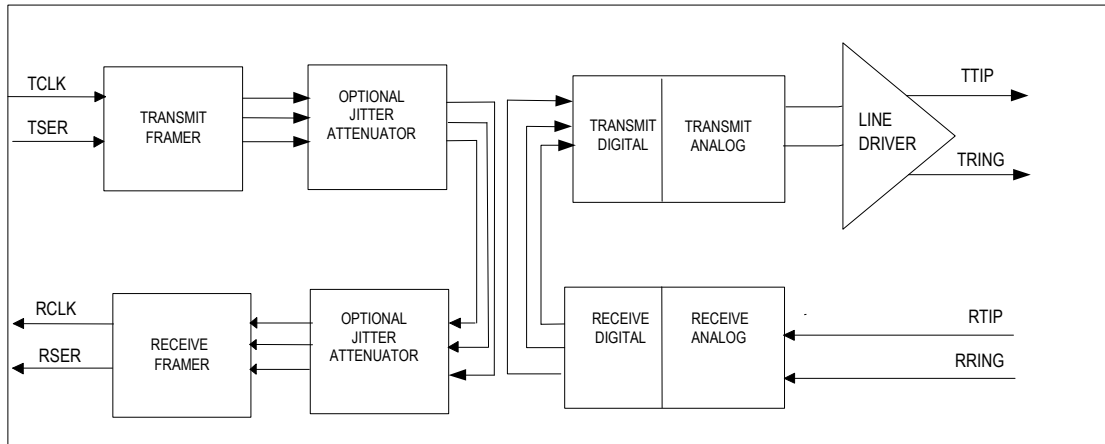 TCLK
TSER
TRANSMIT
FRAMER
OPTIONAL
JITTER
ATTENUATOR
TRANSMIT
DIGITAL
TRANSMIT
ANALOG
LINE
DRIVER
TTIP
TRING
RCLK
RSER
RECEIVE
FRAMER
OPTIONAL
JITTER
ATTENUATOR
RECEIVE
DIGITAL
RECEIVE
ANALOG
RTIP
RRING